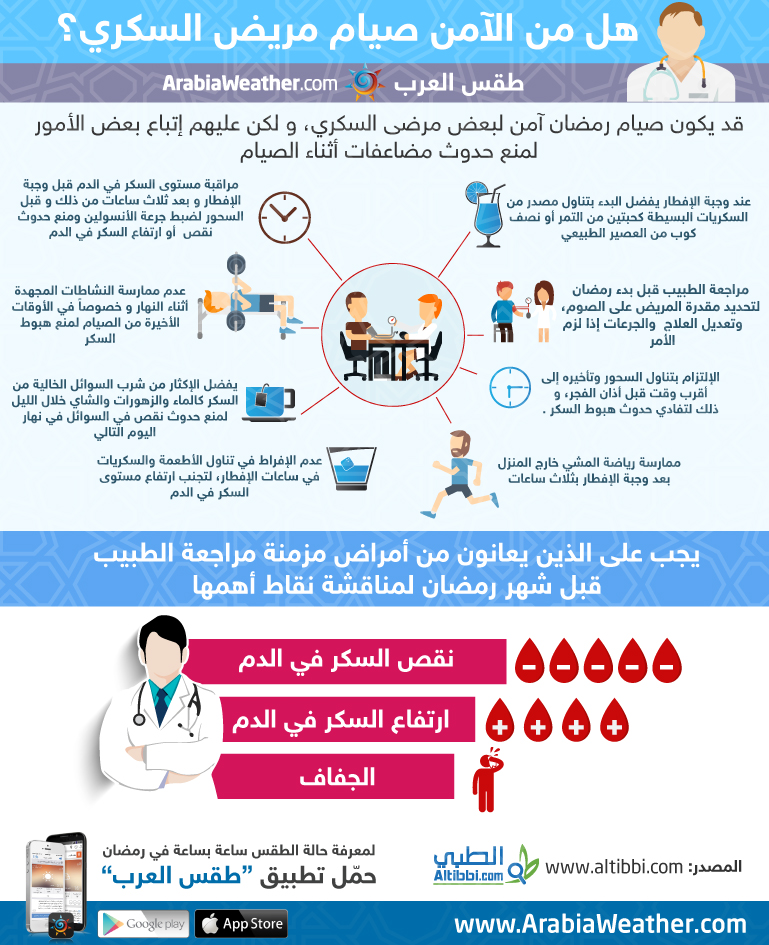 هل من الآمن صيام مريض السكري؟
طقس العرب ArabiaWeather.com
قد يكون صيام رمضان آمن لبعض مرضى السكري، و لكن عليهم إتباع بعض الأمور
لمنع حدوث مضاعفات أثناء الصيام
عند وجبة الإفطار يفضل البدء بتناول مصدر من
السكريات البسيطة كحبتين من التمر أو نصف
كوب من العصير الطبيعي
مراقبة مستوى السكر في الدم قبل وجبة
الإفطار و بعد ثلاث ساعات من ذلك و قبل
السحور لضبط جرعة الأنسولين ومنع حدوث
نقص أو ارتفاع السكر في الدم
مراجعة الطبيب قبل بدء رمضان
لتحديد مقدرة المريض على الصوم،
وتعديل العلاج والجرعات إذا لزم
الأمر
عدم ممارسة النشاطات المجهدة
أثناء النهار و خصوصاً في الأوقات
الأخيرة من الصيام لمنع هبوط
السكر
الإلتزام بتناول السحور وتأخيره إلى
أقرب وقت قبل أذان الفجر، و
ذلك لتفادي حدوث هبوط السكر .
يفضل الإكثار من شرب السوائل الخالية من
السكر كالماء والزهورات والشاي خلال الليل
لمنع حدوث نقص في السوائل في نهار
اليوم التالي
ممارسة رياضة المشي خارج المنزل
بعد وجبة الإفطار بثلاث ساعات
عدم الإفراط في تناول الأطعمة والسكريات
في ساعات الإفطار، لتجنب ارتفاع مستوى
السكر في الدم
يجب على الذين يعانون من أمراض مزمنة مراجعة الطبيب
قبل شهر رمضان لمناقشة نقاط أهمها
نقص السكر في الدم
ارتفاع السكر في الدم
الجفاف
المصدر: www.altibbi.com
الطبي
Altibbi.com
لمعرفة حالة الطقس ساعة بساعة في رمضان
حمّل تطبيق ”طقس العرب“
www.ArabiaWeather.com
App Store
Google play